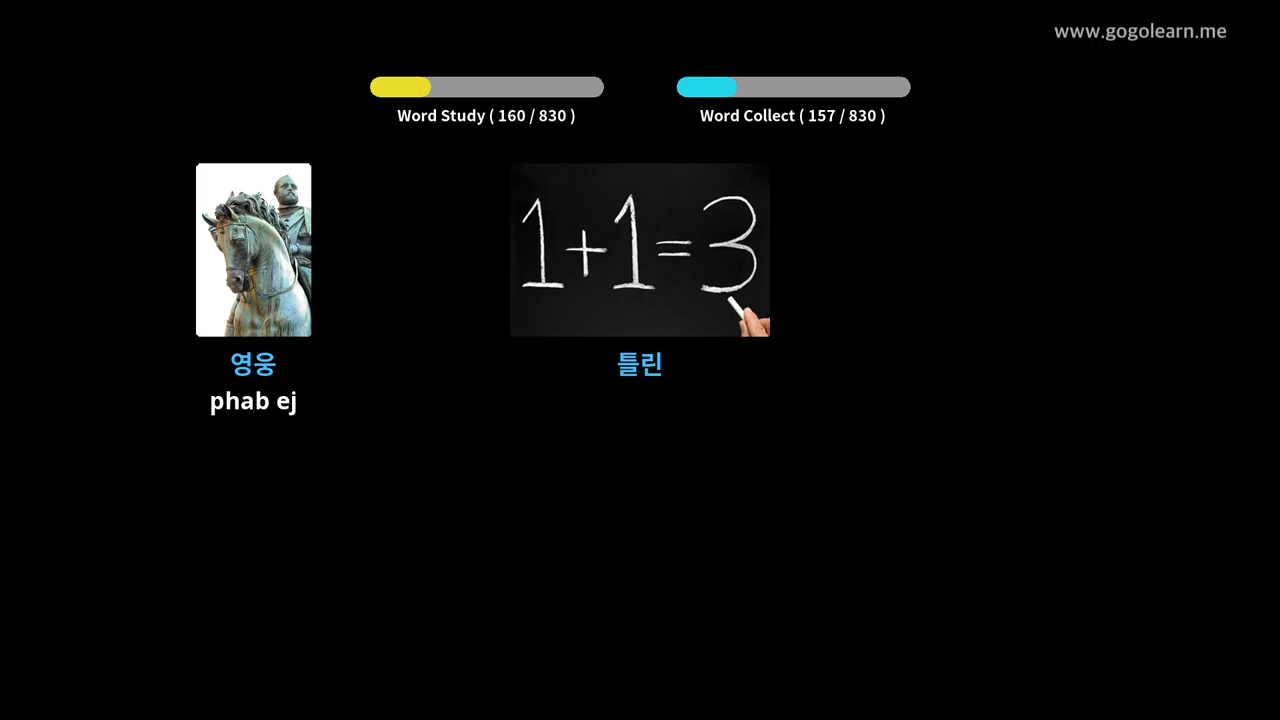 www.gogolearn.me
Word Study ( 160 / 830 )
Word Collect ( 157 / 830 )
1+1=3
영웅
틀린
phab ej